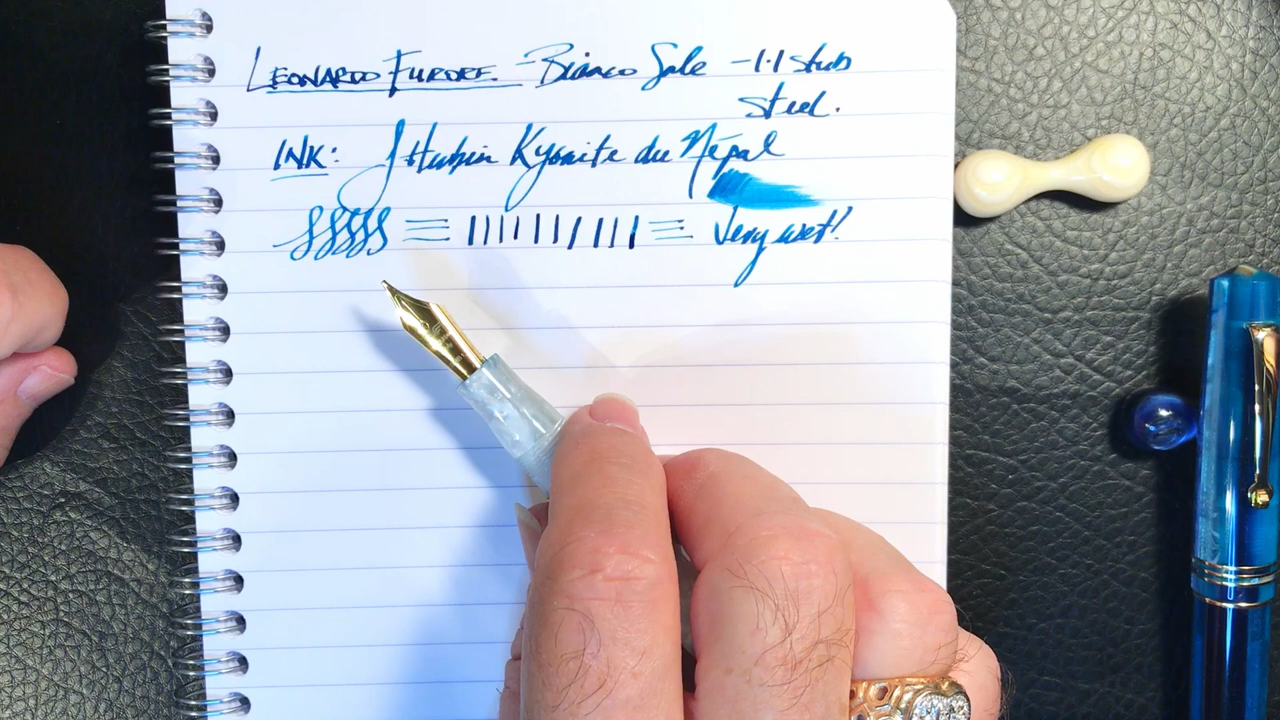 LEONARDO FURORE. - Bianco Sale - 1.1 stub
steel.
INK: J Herbin Kyanite du Népal
Very wet!